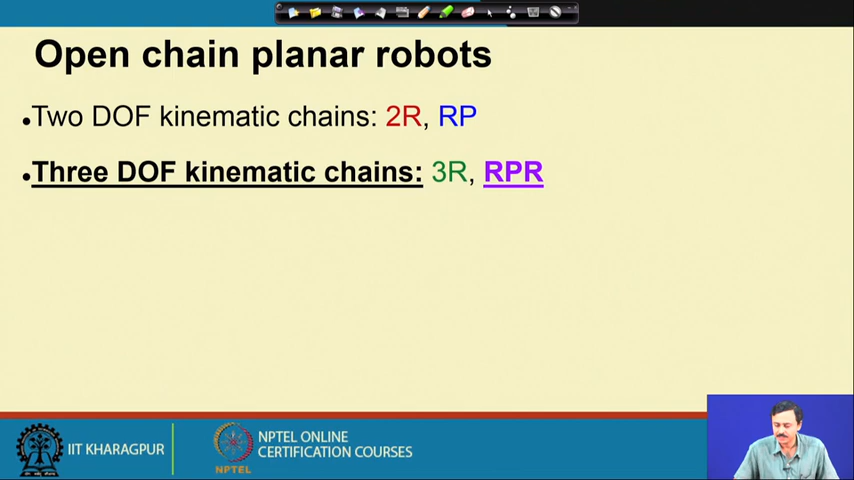 Open chain planar robots
•Two DOF kinematic chains: 2R, RP
•Three DOF kinematic chains: 3R, RPR
IIT KHARAGPUR
NPTEL
NPTEL ONLINE
CERTIFICATION COURSES